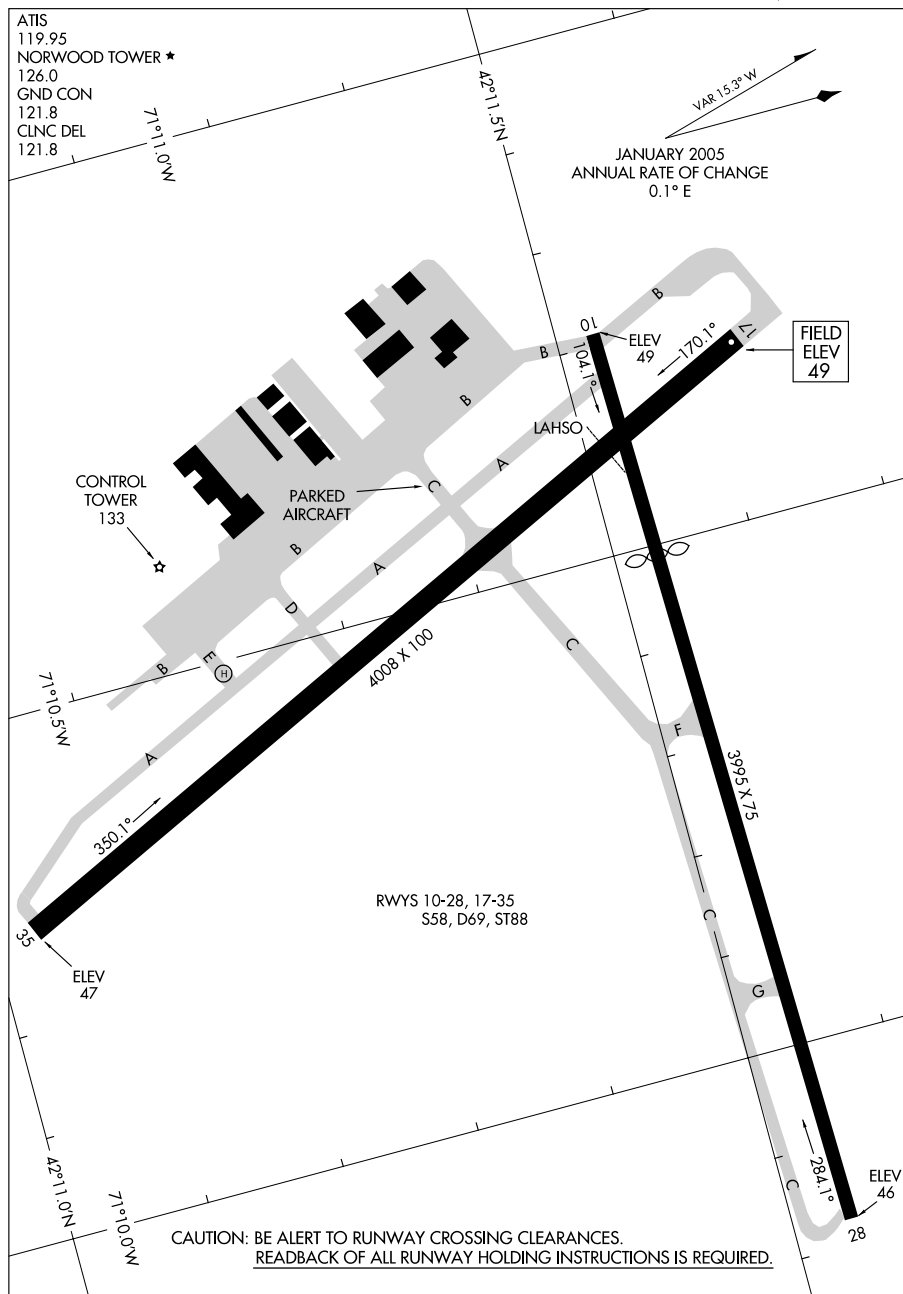 ATIS
119.95
NORWOOD TOWER ★
126.0
GND CON
121.8
CLNC DEL
121.8
71°11.0'W
42°11.5'N
VAR 15.3° W
JANUARY 2005
ANNUAL RATE OF CHANGE
0.1° E
B
17
FIELD
ELEV
49
10
ELEV
49
170.1°
B
104.1°
B
LAHSO
A
C
PARKED
AIRCRAFT
CONTROL
TOWER
133
B
A
D
C
E
H
B
4008 X 100
71°10.5'W
A
F
3995 X 75
350.1°
RWYS 10-28, 17-35
S58, D69, ST88
C
35
ELEV
47
G
42°11.0'N
71°10.0'W
C
284.1°
ELEV
46
28
CAUTION: BE ALERT TO RUNWAY CROSSING CLEARANCES.
READBACK OF ALL RUNWAY HOLDING INSTRUCTIONS IS REQUIRED.